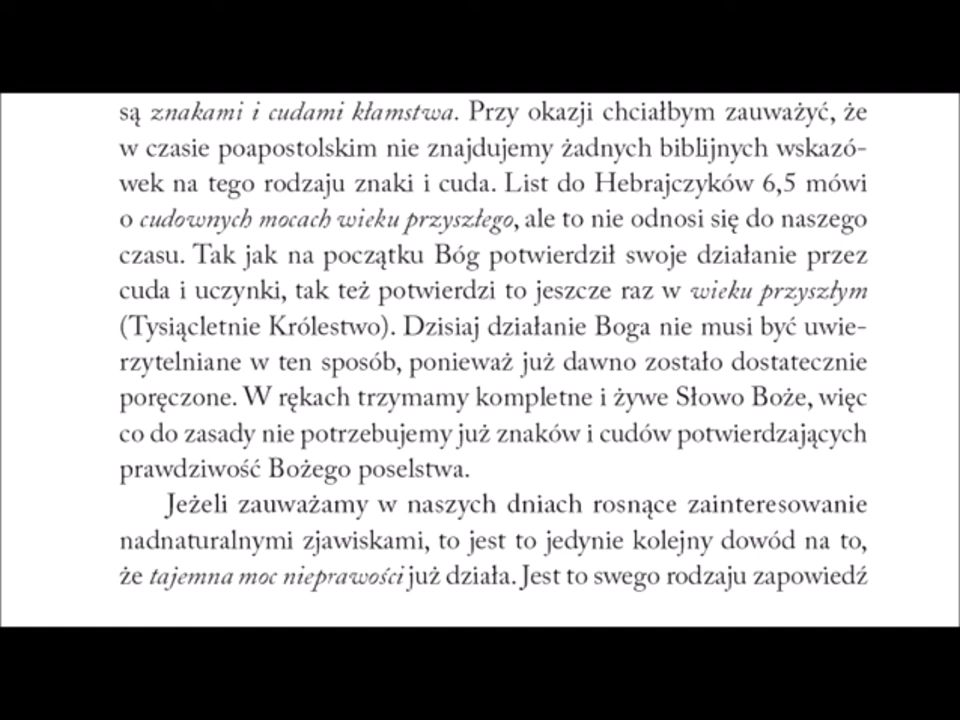 są znakami i cudami kłamstwa. Przy okazji chciałbym zauważyć, że
w czasie poapostolskim nie znajdujemy żadnych biblijnych wskazó-
wek na tego rodzaju znaki i cuda. List do Hebrajczyków 6,5 mówi
o cudownych mocach wieku przyszłego, ale to nie odnosi się do naszego
czasu. Tak jak na początku Bóg potwierdził swoje działanie przez
cuda i uczynki, tak też potwierdzi to jeszcze raz w wieku przyszłym
(Tysiącletnie Królestwo). Dzisiaj działanie Boga nie musi być uwie-
rzytelniane w ten sposób, ponieważ już dawno zostało dostatecznie
poręczone. W rękach trzymamy kompletne i żywe Słowo Boże, więc
co do zasady nie potrzebujemy już znaków i cudów potwierdzających
prawdziwość Bożego poselstwa.
Jeżeli zauważamy w naszych dniach rosnące zainteresowanie
nadnaturalnymi zjawiskami, to jest to jedynie kolejny dowód na to,
że tajemna moc nieprawości już działa. Jest to swego rodzaju zapowiedź